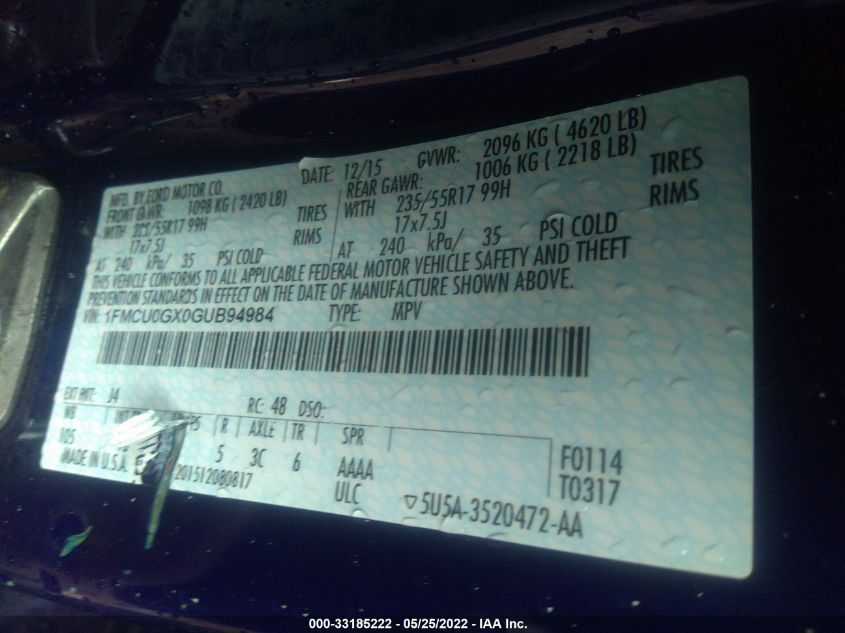 MFD. BY FORD MOTOR CO.
DATE: 12/15 GVWR: 2096 KG ( 4620 LB)
FRONT GAWR: 1098 KG ( 2420 LB) REAR GAWR: 1006 KG ( 2218 LB)
WITH 235/55R17 99H TIRES WITH 235/55R17 99H TIRES
17x7.5J RIMS 17x7.5J RIMS
AT 240 kPa/ 35 PSI COLD AT 240 kPa/ 35 PSI COLD
THIS VEHICLE CONFORMS TO ALL APPLICABLE FEDERAL MOTOR VEHICLE SAFETY AND THEFT
PREVENTION STANDARDS IN EFFECT ON THE DATE OF MANUFACTURE SHOWN ABOVE.
VIN: 1FMCU0GX0GUB94984 TYPE: MPV
EXT PNT: J4 RC: 48 DSO:
WB INT R AXLE TR SPR
105 5 3C 6 AAAA F0114
MADE IN U.S.A. 201512080817 ULC T0317
▽5U5A-3520472-AA
000-33185222 - 05/25/2022 - IAA Inc.